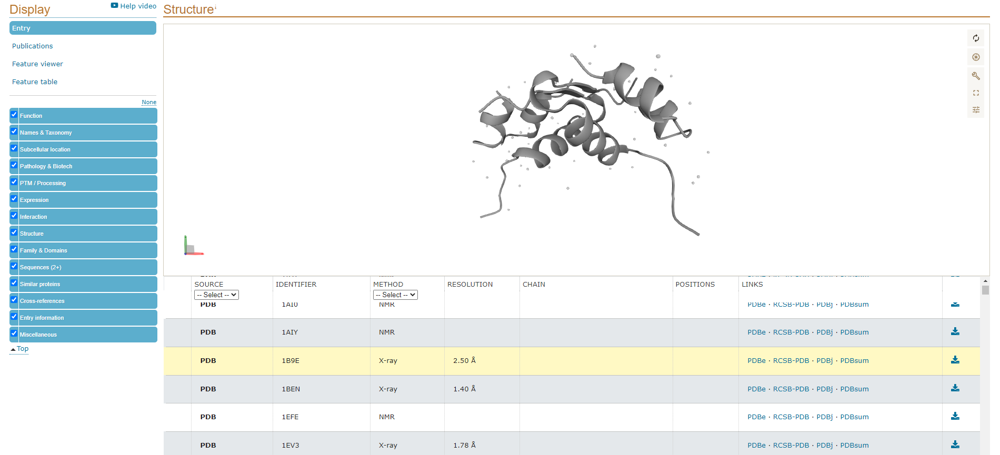 Display
Help video
Entry
Publications
Feature viewer
Feature table
None
Function
Names & Taxonomy
Subcellular location
Pathology & Biotech
PTM / Processing
Expression
Interaction
Structure
Family & Domains
Sequences (2+)
Similar proteins
Cross-references
Entry information
Miscellaneous
Top
Structure i
SOURCE IDENTIFIER METHOD RESOLUTION CHAIN POSITIONS LINKS
-- Select -- -- Select --
PDB 1AI0 NMR PDBe · RCSB-PDB · PDBj · PDBsum
PDB 1AIY NMR PDBe · RCSB-PDB · PDBj · PDBsum
PDB 1B9E X-ray 2.50 Å PDBe · RCSB-PDB · PDBj · PDBsum
PDB 1BEN X-ray 1.40 Å PDBe · RCSB-PDB · PDBj · PDBsum
PDB 1EFE NMR PDBe · RCSB-PDB · PDBj · PDBsum
PDB 1EV3 X-ray 1.78 Å PDBe · RCSB-PDB · PDBj · PDBsum